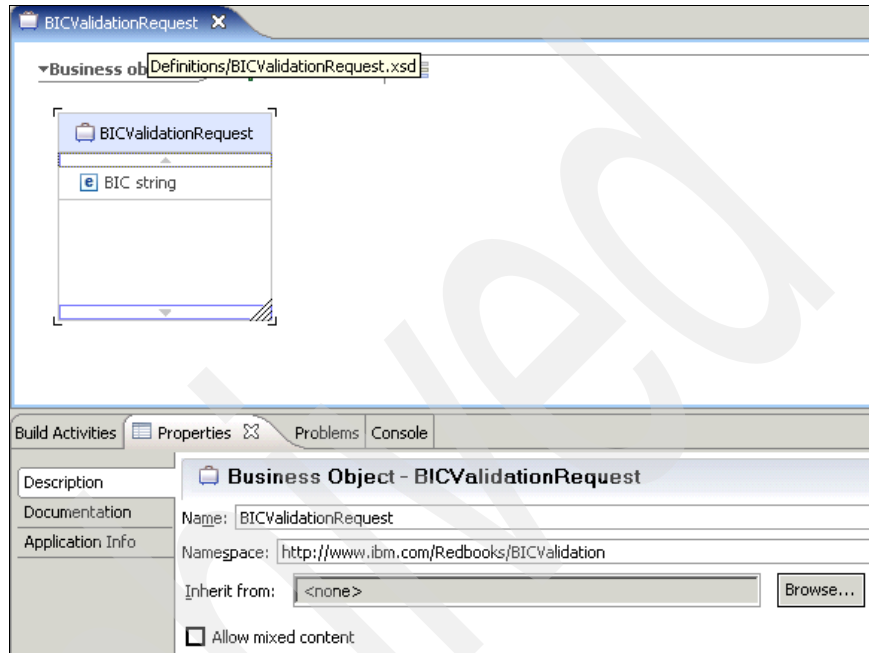 BICValidationRequest
Business ob
Definitions/BICValidationRequest.xsd
BICValidationRequest
e BIC string
Build Activities Properties Problems Console
Description
Documentation
Application Info
Business Object - BICValidationRequest
Name: BICValidationRequest
Namespace: http://www.ibm.com/Redbooks/BICValidation
Inherit from: <none> Browse...
Allow mixed content